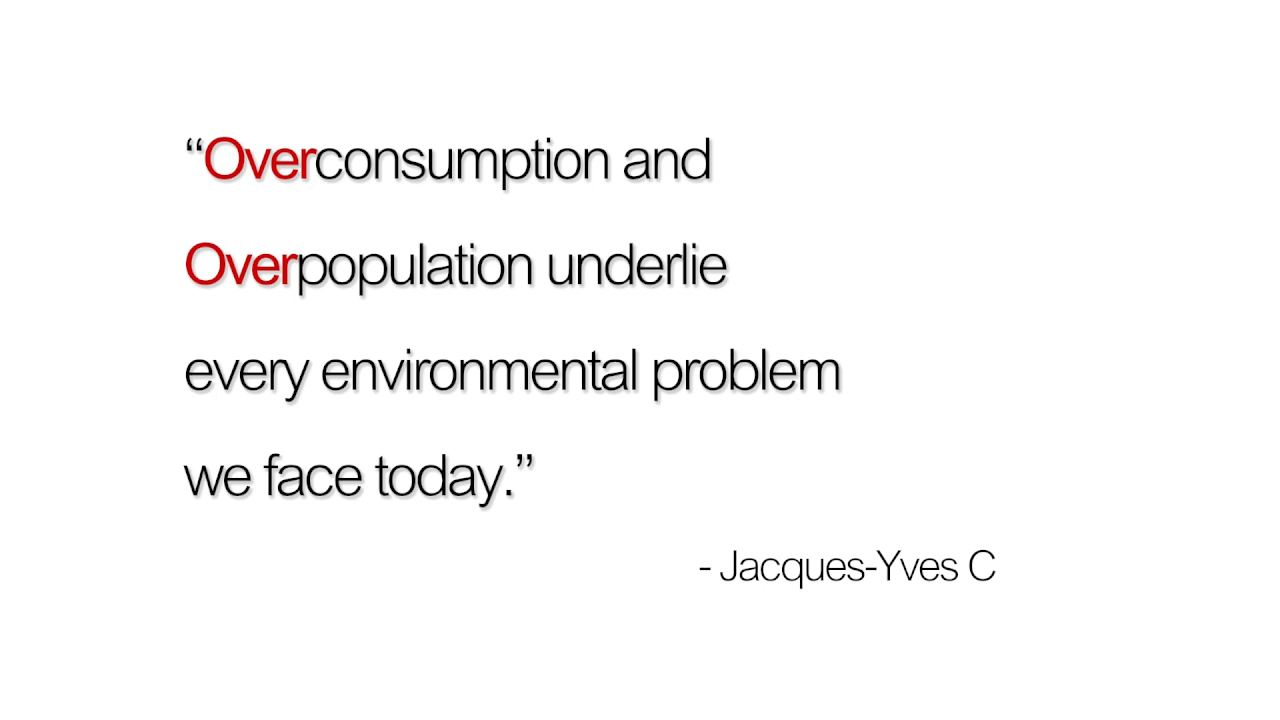 “Overconsumption and
Overpopulation underlie
every environmental problem
we face today.”
- Jacques-Yves C